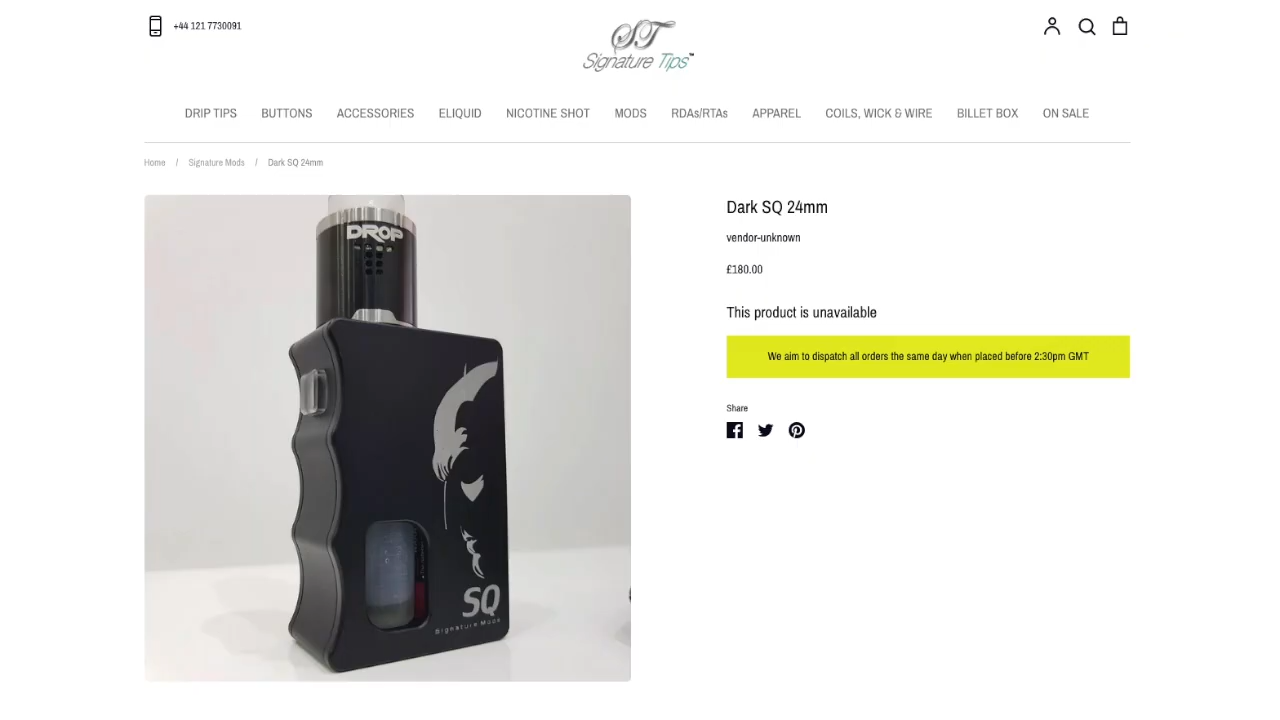 +44 121 7730091
ST
Signature Tips™
DRIP TIPS BUTTONS ACCESSORIES ELIQUID NICOTINE SHOT MODS RDAs/RTAs APPAREL COILS, WICK & WIRE BILLET BOX ON SALE
Home / Signature Mods / Dark SQ 24mm
DROP
SQ
Signature Mods
Dark SQ 24mm
vendor-unknown
£180.00
This product is unavailable
We aim to dispatch all orders the same day when placed before 2:30pm GMT
Share